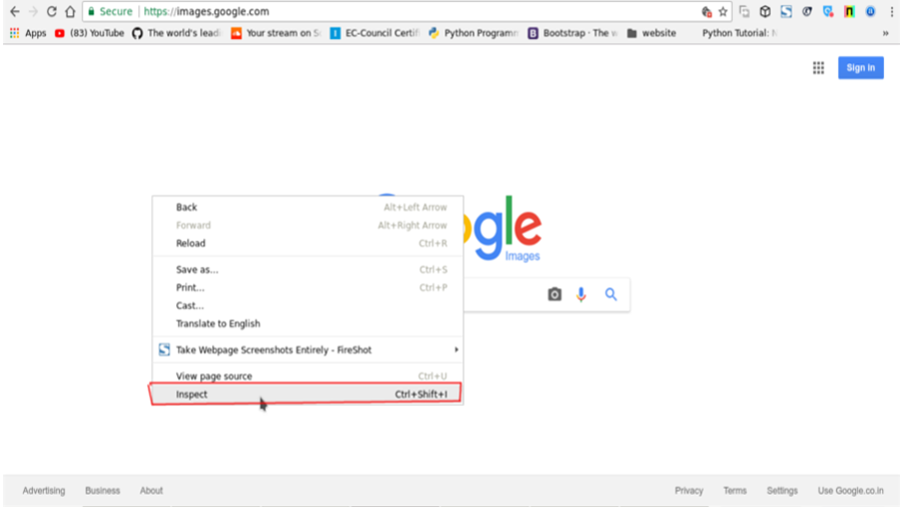 Secure https://images.google.com
Apps (83) YouTube The world's lead Your stream on S EC-Council Certif Python Programm Bootstrap · The w website Python Tutorial: N »
Sign in
Back Alt+Left Arrow
Forward Alt+Right Arrow
Reload Ctrl+R
ogle
Images
Save as... Ctrl+S
Print... Ctrl+P
Cast...
Translate to English
Take Webpage Screenshots Entirely - FireShot
View page source Ctrl+U
Inspect Ctrl+Shift+I
Advertising Business About Privacy Terms Settings Use Google.co.in